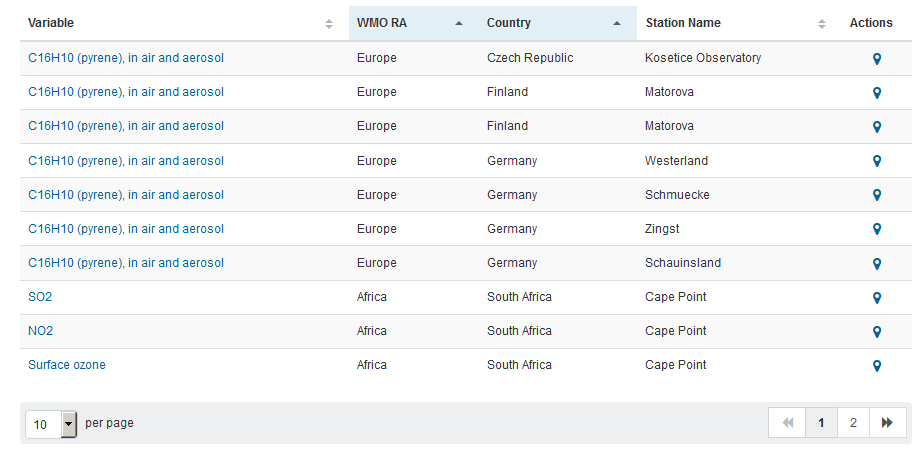 Variable WMO RA Country Station Name Actions
C16H10 (pyrene), in air and aerosol Europe Czech Republic Kosetice Observatory
C16H10 (pyrene), in air and aerosol Europe Finland Matorova
C16H10 (pyrene), in air and aerosol Europe Finland Matorova
C16H10 (pyrene), in air and aerosol Europe Germany Westerland
C16H10 (pyrene), in air and aerosol Europe Germany Schmuecke
C16H10 (pyrene), in air and aerosol Europe Germany Zingst
C16H10 (pyrene), in air and aerosol Europe Germany Schauinsland
SO2 Africa South Africa Cape Point
NO2 Africa South Africa Cape Point
Surface ozone Africa South Africa Cape Point
10 per page 1 2